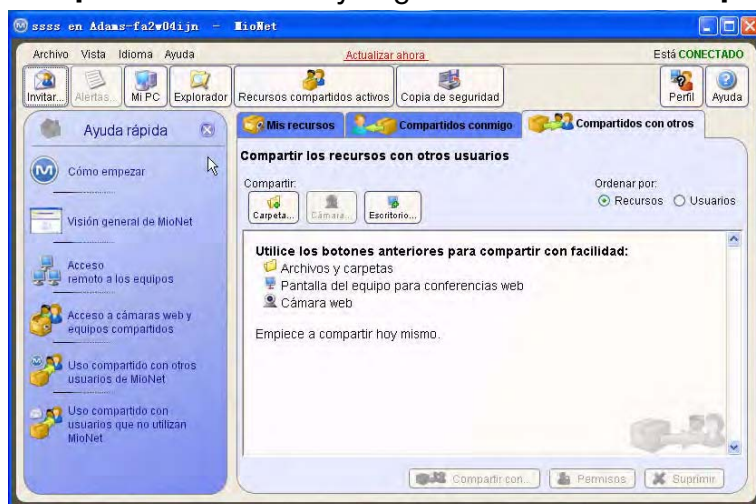 ssss en Adams-fa2w04ijn - MioNet
Archivo Vista Idioma Ayuda Actualizar ahora Está CONECTADO
Invitar... Alertas... Mi PC Explorador Recursos compartidos activos Copia de seguridad Perfil Ayuda
Ayuda rápida
Cómo empezar
Visión general de MioNet
Acceso
remoto a los equipos
Acceso a cámaras web y
equipos compartidos
Uso compartido con otros
usuarios de MioNet
Uso compartido con
usuarios que no utilizan
MioNet
Mis recursos Compartidos conmigo Compartidos con otros
Compartir los recursos con otros usuarios
Compartir: Ordenar por:
Carpeta... Cámara... Escritorio... Recursos Usuarios
Utilice los botones anteriores para compartir con facilidad:
Archivos y carpetas
Pantalla del equipo para conferencias web
Cámara web
Empiece a compartir hoy mismo.
Compartir con... Permisos Suprimir